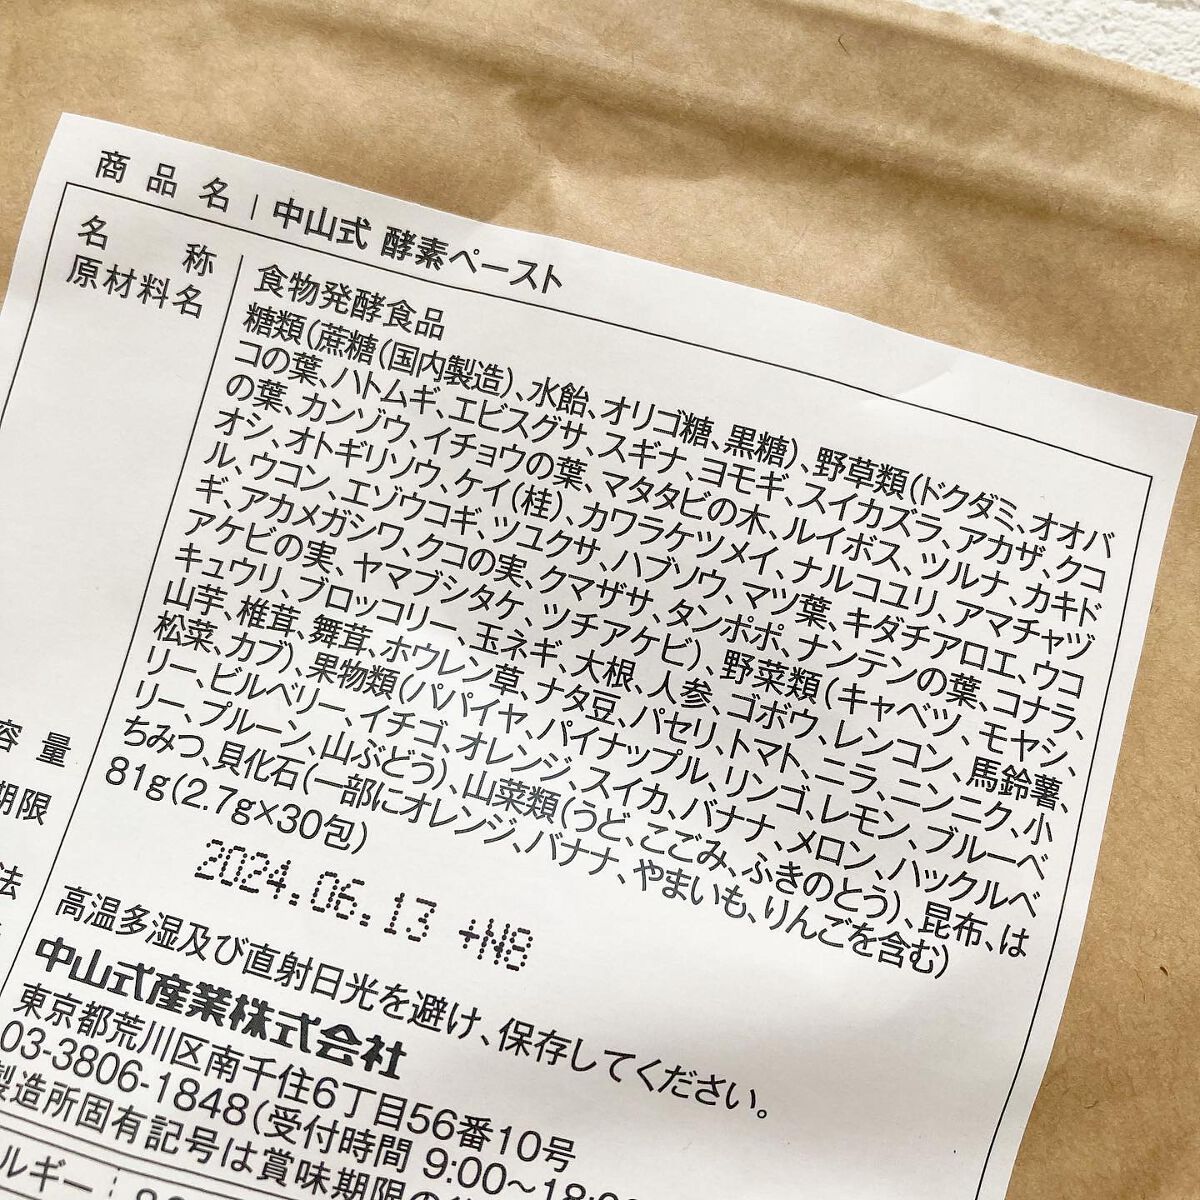 商品名 中山式 酵素ペースト
名称 食物発酵食品
原材料名 糖類(蔗糖(国内製造)、水飴、オリゴ糖、黒糖)、野草類(ドクダミ、オオバ
コの葉、ハトムギ、エビスグサ、スギナ、ヨモギ、スイカズラ、アカザ、クコ
の葉、カンゾウ、イチョウの葉、マタタビの木、ルイボス、ツルナ、カキド
オシ、オトギリソウ、ケイ(桂)、カワラケツメイ、ナルコユリ、アマチャヅ
ル、ウコン、エゾウコギ、ツユクサ、ハブソウ、マツ葉、キダチアロエ、ウコ
ギ、アカメガシワ、クコの実、クマザサ、タンポポ、ナンテンの葉、コナラ、
アケビの実、ヤマブシタケ、ツチアケビ)、野菜類(キャベツ、モヤシ、
キュウリ、ブロッコリー、玉ネギ、大根、人参、ゴボウ、レンコン、馬鈴薯、
山芋、椎茸、舞茸、ホウレン草、ナタ豆、パセリ、トマト、ニラ、ニンニク、小
松菜、カブ)、果物類(パパイヤ、パイナップル、リンゴ、レモン、ブルーベ
リー、ビルベリー、イチゴ、オレンジ、スイカ、バナナ、メロン、ハックルベ
リー、プルーン、山ぶどう)、山菜類(うど、こごみ、ふきのとう)、昆布、は
ちみつ、貝化石(一部にオレンジ、バナナ、やまいも、りんごを含む)
容量 81g(2.7g×30包)
期限 2024.06.13 +N8
法 高温多湿及び直射日光を避け、保存してください。
中山式産業株式会社
東京都荒川区南千住6丁目56番10号
03-3806-1848(受付時間 9:00~18:00
製造所固有記号は賞味期限の
ルギー: